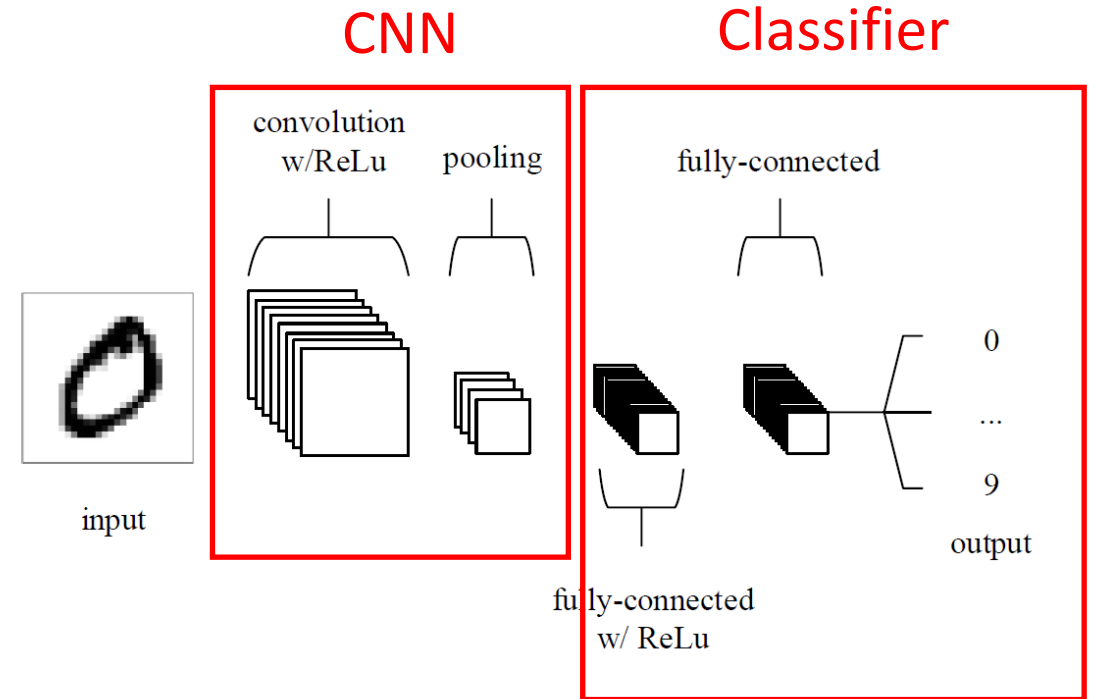 CNN
Classifier
convolution
w/ReLu
pooling
fully-connected
input
0
...
9
output
fully-connected
w/ ReLu